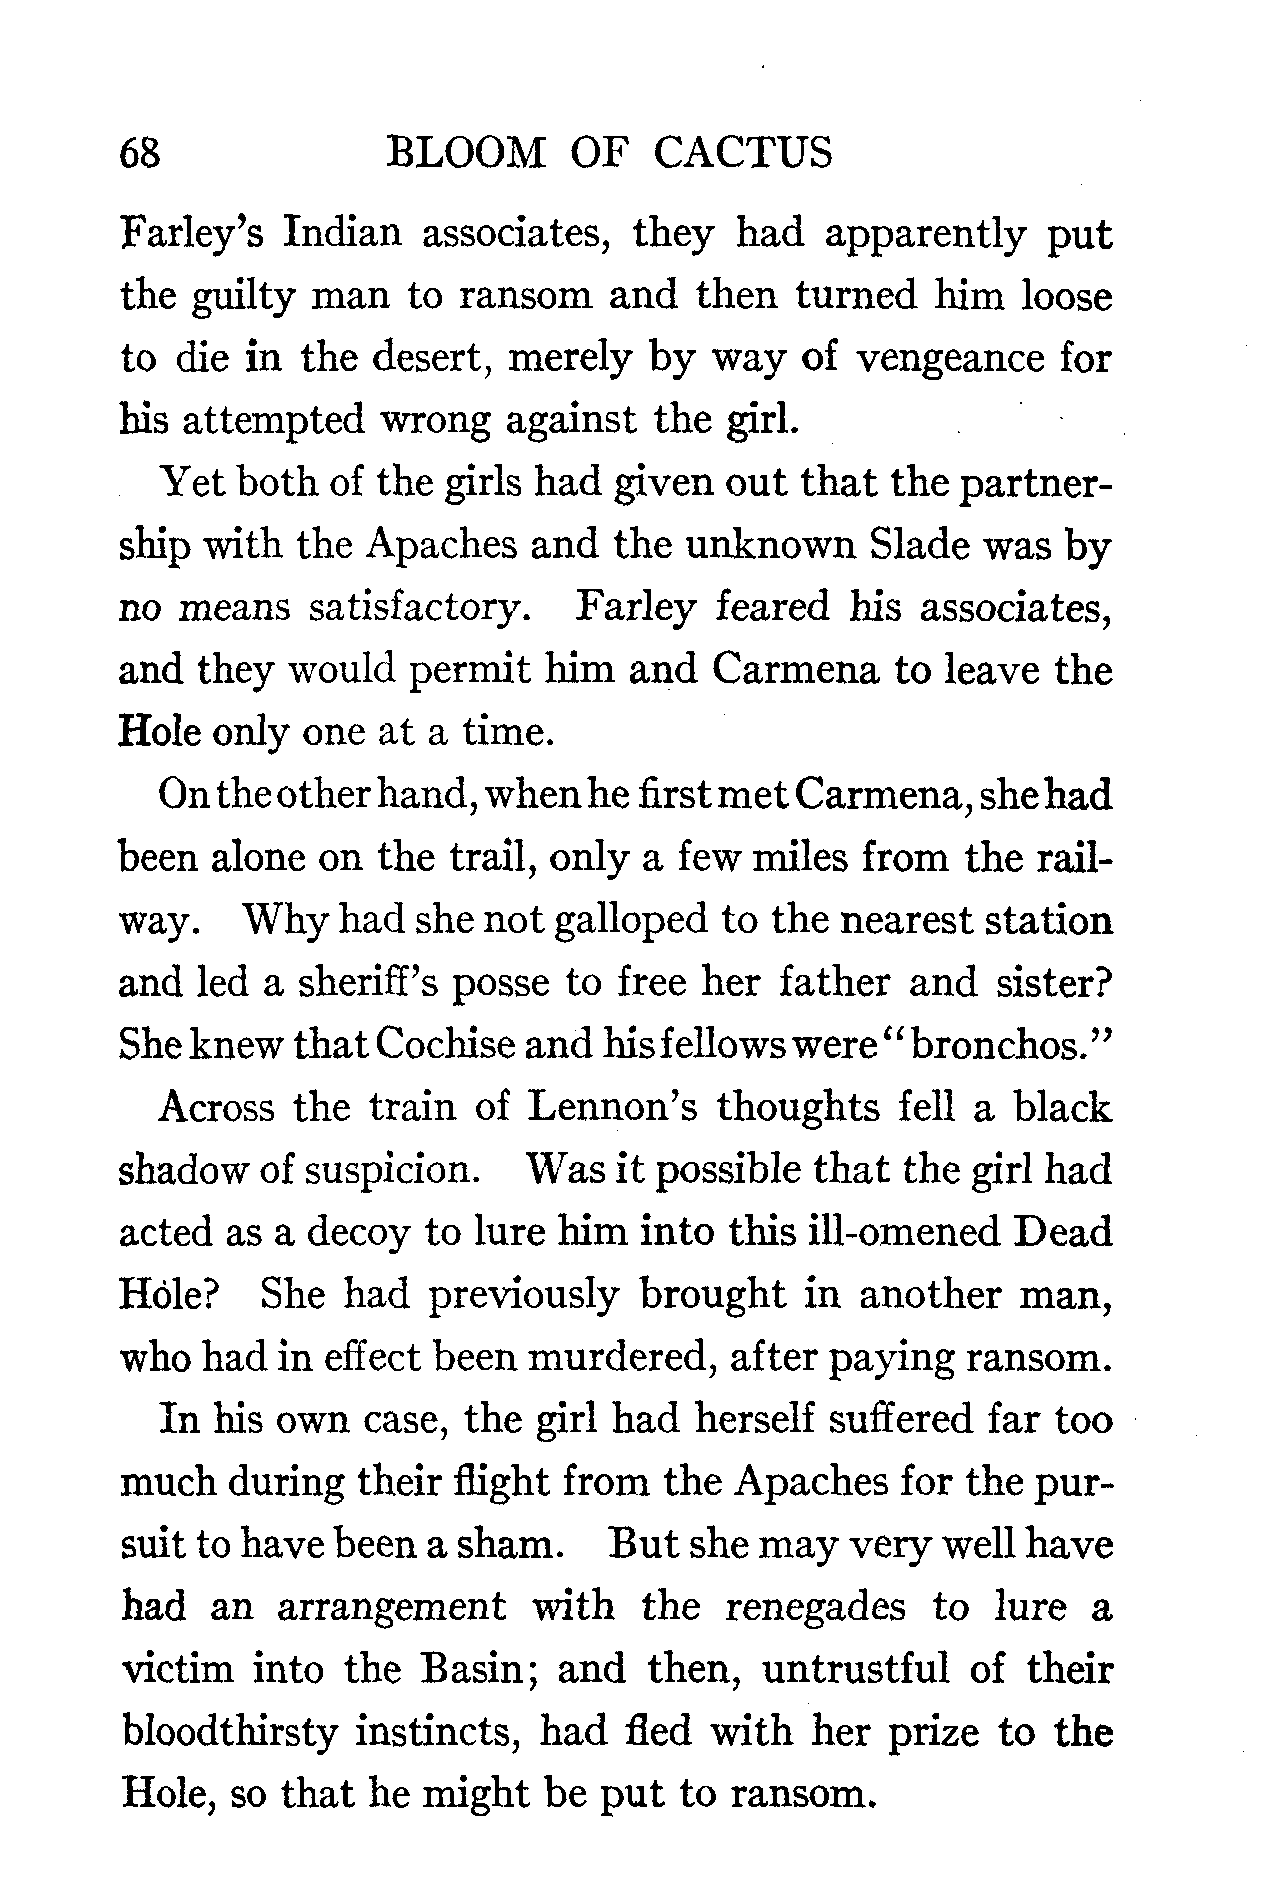 68 BLOOM OF CACTUS
Farley's Indian associates, they had apparently put
the guilty man to ransom and then turned him loose
to die in the desert, merely by way of vengeance for
his attempted wrong against the girl.
Yet both of the girls had given out that the partner-
ship with the Apaches and the unknown Slade was by
no means satisfactory. Farley feared his associates,
and they would permit him and Carmena to leave the
Hole only one at a time.
On the other hand, when he first met Carmena, she had
been alone on the trail, only a few miles from the rail-
way. Why had she not galloped to the nearest station
and led a sheriff's posse to free her father and sister?
She knew that Cochise and his fellows were "bronchos."
Across the train of Lennon's thoughts fell a black
shadow of suspicion. Was it possible that the girl had
acted as a decoy to lure him into this ill-omened Dead
Hole? She had previously brought in another man,
who had in effect been murdered, after paying ransom.
In his own case, the girl had herself suffered far too
much during their flight from the Apaches for the pur-
suit to have been a sham. But she may very well have
had an arrangement with the renegades to lure a
victim into the Basin; and then, untrustful of their
bloodthirsty instincts, had fled with her prize to the
Hole, so that he might be put to ransom.